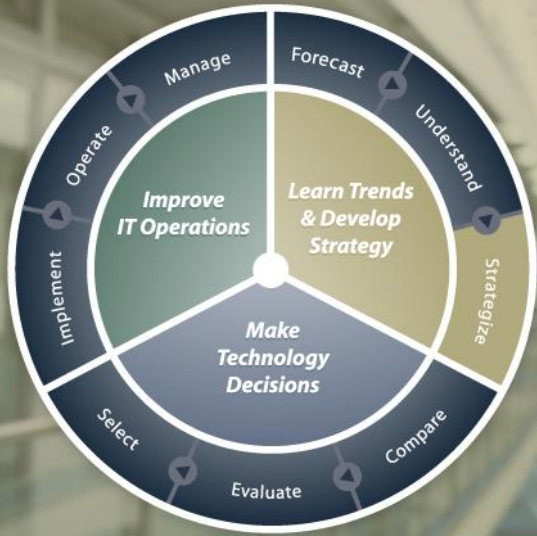 Forecast
Understand
Strategize
Compare
Evaluate
Select
Implement
Operate
Manage
Learn Trends
& Develop
Strategy
Make
Technology
Decisions
Improve
IT Operations